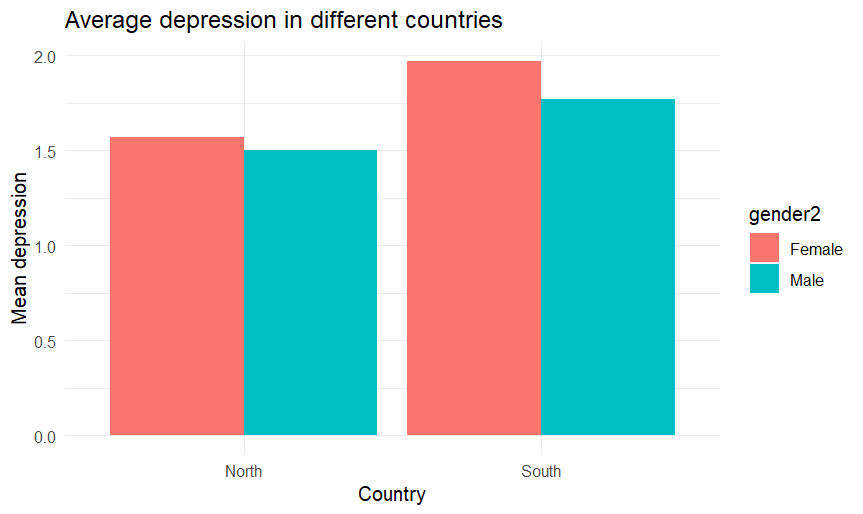 Average depression in different countries
2.0
1.5
1.0
0.5
0.0
Mean depression
North
South
Country
gender2
Female
Male